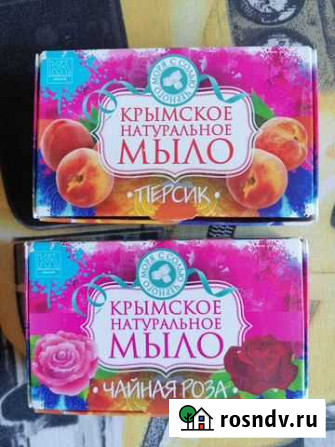 КРЫМСКОЕ
НАТУРАЛЬНОЕ
МЫЛО
•ПЕРСИК•
КРЫМСКОЕ
НАТУРАЛЬНОЕ
МЫЛО
•ЧАЙНАЯ РОЗА•
rosndv.ru